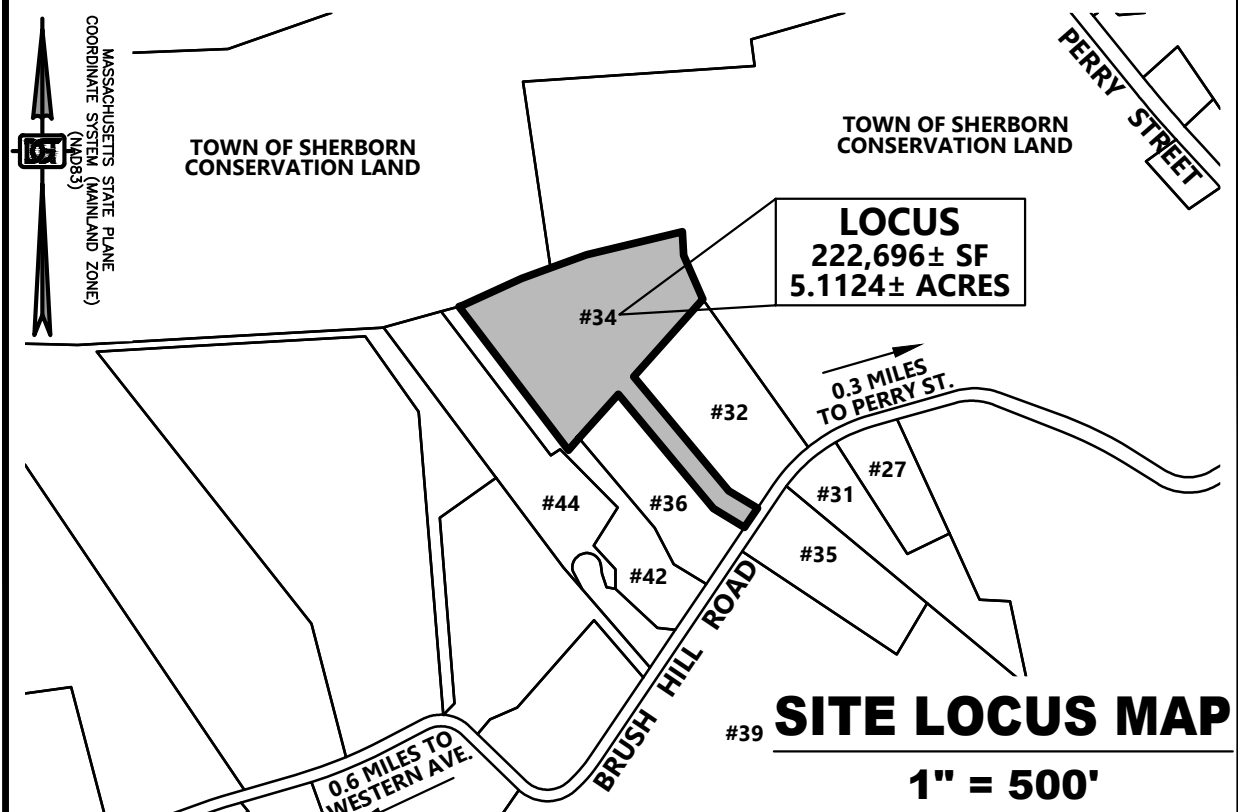 MASSACHUSETTS STATE PLANE
COORDINATE SYSTEM (MAINLAND ZONE)
(NAD83)
TOWN OF SHERBORN
CONSERVATION LAND
TOWN OF SHERBORN
CONSERVATION LAND
PERRY STREET
LOCUS
222,696± SF
5.1124± ACRES
#34
#32
0.3 MILES
TO PERRY ST.
#27
#31
#44
#36
#35
#42
BRUSH HILL ROAD
#39
SITE LOCUS MAP
1" = 500'
0.6 MILES TO
WESTERN AVE.